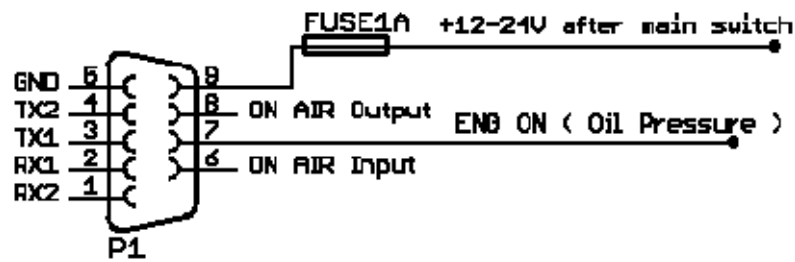 FUSE1A +12-24V after main switch
GND 5 9
TX2 4 8 ON AIR Output
TX1 3 7 ENG ON ( Oil Pressure )
RX1 2 6 ON AIR Input
RX2 1
P1